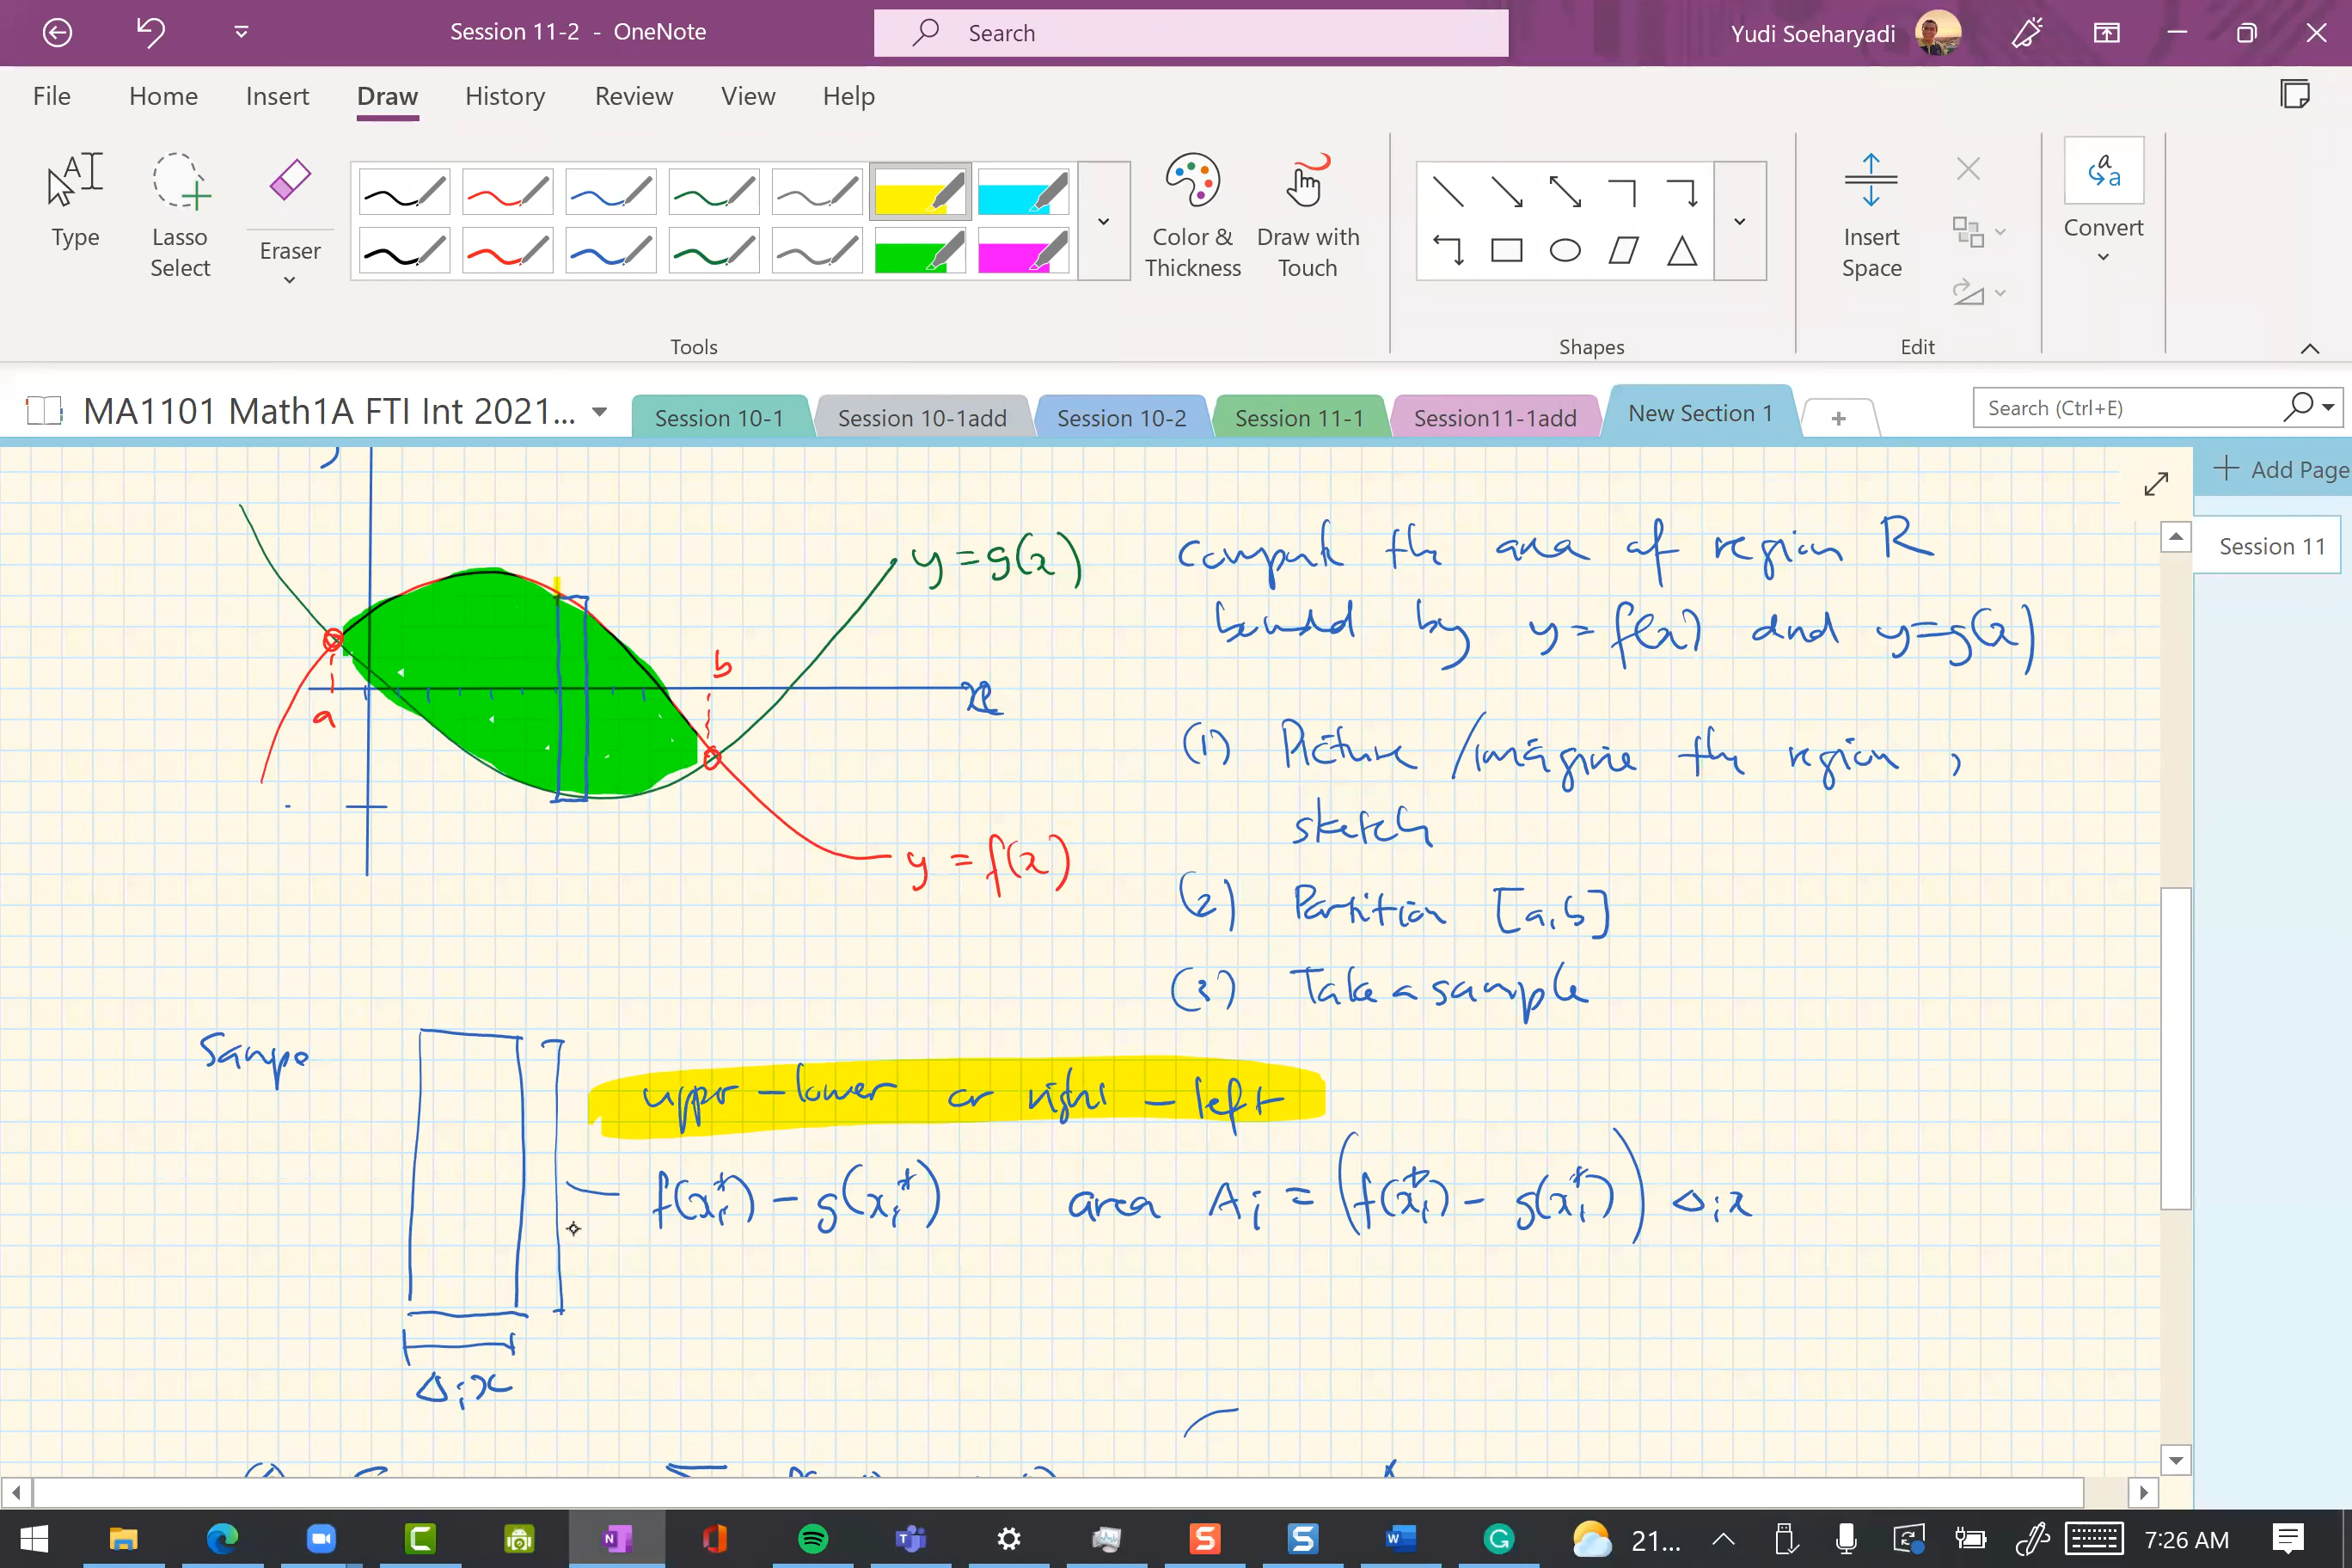 Session 11-2 - OneNote
Search
Yudi Soeharyadi
File Home Insert Draw History Review View Help
Type
Lasso Select
Eraser
Color & Thickness
Draw with Touch
Insert Space
Convert
Tools
Shapes
Edit
MA1101 Math1A FTI Int 2021...
Session 10-1
Session 10-1add
Session 10-2
Session 11-1
Session11-1add
New Section 1
Search (Ctrl+E)
Add Page
Session 11
y
y = g(x)
b
a
x
y = f(x)
compute the area of region R
bounded by y = f(x) and y = g(x)
(1) Picture / imagine the region,
sketch
(2) Partition [a,b]
(3) Take a sample
upper - lower or right - left
f(xi*) - g(xi*) area Ai = (f(xi*) - g(xi*)) Δix
Δix
21...
7:26 AM